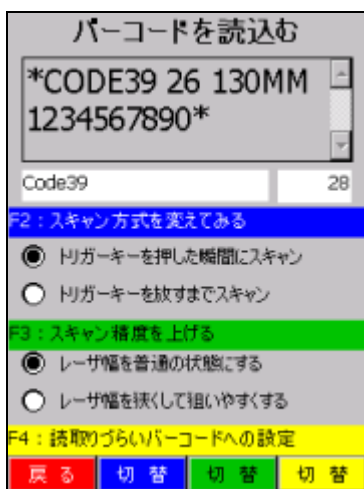 バーコードを読込む
*CODE39 26 130MM
1234567890*
Code39 28
F2：スキャン方式を変えてみる
トリガーキーを押した瞬間にスキャン
トリガーキーを放すまでスキャン
F3：スキャン精度を上げる
レーザ幅を普通の状態にする
レーザ幅を狭くして狙いやすくする
F4：読取りづらいバーコードへの設定
戻る 切替 切替 切替